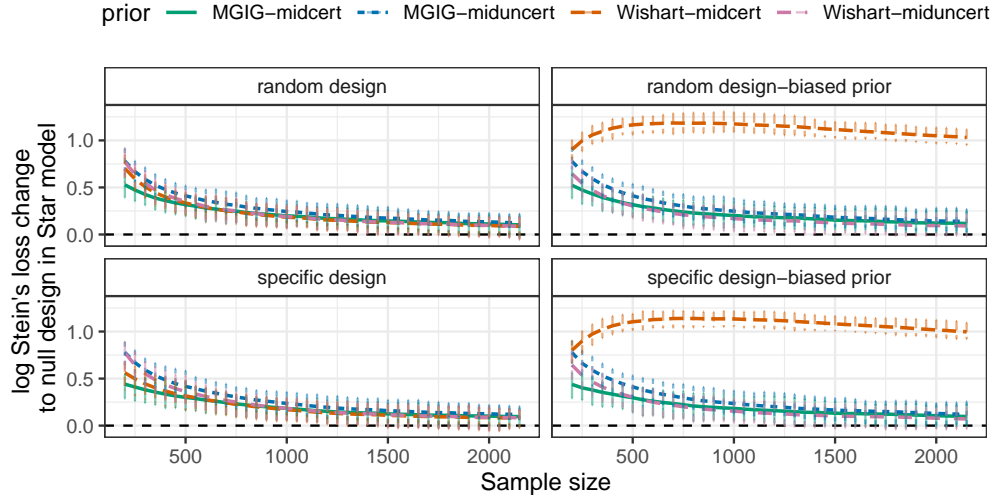 prior MGIG−midcert MGIG−miduncert Wishart−midcert Wishart−miduncert
random design
random design−biased prior
specific design
specific design−biased prior
log Stein's loss change
to null design in Star model
1.0
0.5
0.0
1.0
0.5
0.0
500 1000 1500 2000
500 1000 1500 2000
Sample size